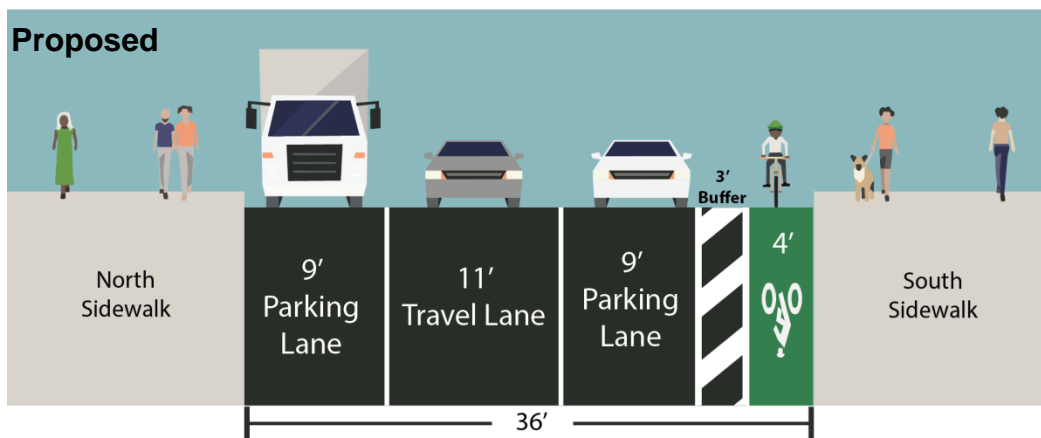 Proposed
North
Sidewalk
9’
Parking
Lane
11’
Travel Lane
9’
Parking
Lane
3’
Buffer
4’
South
Sidewalk
36’